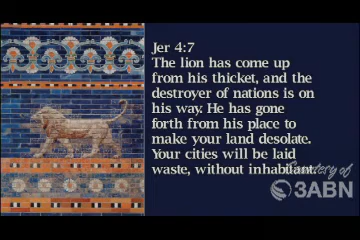 Jer 4:7
The lion has come up
from his thicket, and the
destroyer of nations is on
his way. He has gone
forth from his place to
make your land desolate.
Your cities will be laid
waste, without inhabitant.
Courtesy of
3ABN